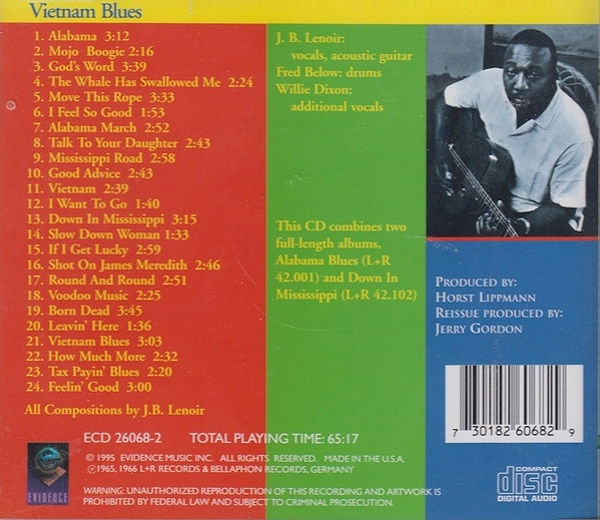 Vietnam Blues
1. Alabama 3:12
2. Mojo Boogie 2:16
3. God's Word 3:39
4. The Whale Has Swallowed Me 2:24
5. Move This Rope 3:33
6. I Feel So Good 1:53
7. Alabama March 2:52
8. Talk To Your Daughter 2:43
9. Mississippi Road 2:58
10. Good Advice 2:43
11. Vietnam 2:39
12. I Want To Go 1:40
13. Down In Mississippi 3:15
14. Slow Down Woman 1:33
15. If I Get Lucky 2:59
16. Shot On James Meredith 2:46
17. Round And Round 2:51
18. Voodoo Music 2:25
19. Born Dead 3:45
20. Leavin' Here 1:36
21. Vietnam Blues 3:03
22. How Much More 2:32
23. Tax Payin' Blues 2:20
24. Feelin' Good 3:00
All Compositions by J.B. Lenoir
J. B. Lenoir:
vocals, acoustic guitar
Fred Below: drums
Willie Dixon:
additional vocals
This CD combines two
full-length albums,
Alabama Blues (L+R
42.001) and Down In
Mississippi (L+R 42.102)
PRODUCED BY:
HORST LIPPMANN
REISSUE PRODUCED BY:
JERRY GORDON
7 30182 60682 9
COMPACT
disc
DIGITAL AUDIO
ECD 26068-2 TOTAL PLAYING TIME: 65:17
© 1995 EVIDENCE MUSIC INC. ALL RIGHTS RESERVED. MADE IN THE U.S.A.
℗1965, 1966 L+R RECORDS & BELLAPHON RECORDS, GERMANY
EVIDENCE
WARNING: UNAUTHORIZED REPRODUCTION OF THIS RECORDING AND ARTWORK IS
PROHIBITED BY FEDERAL LAW AND SUBJECT TO CRIMINAL PROSECUTION.